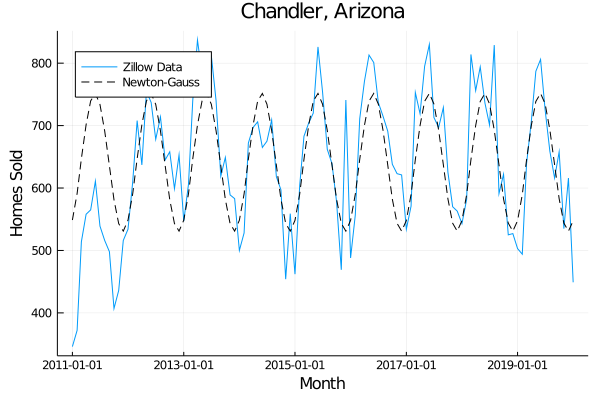 Chandler, Arizona
Zillow Data
Newton-Gauss
Homes Sold
800
700
600
500
400
2011-01-01 2013-01-01 2015-01-01 2017-01-01 2019-01-01
Month